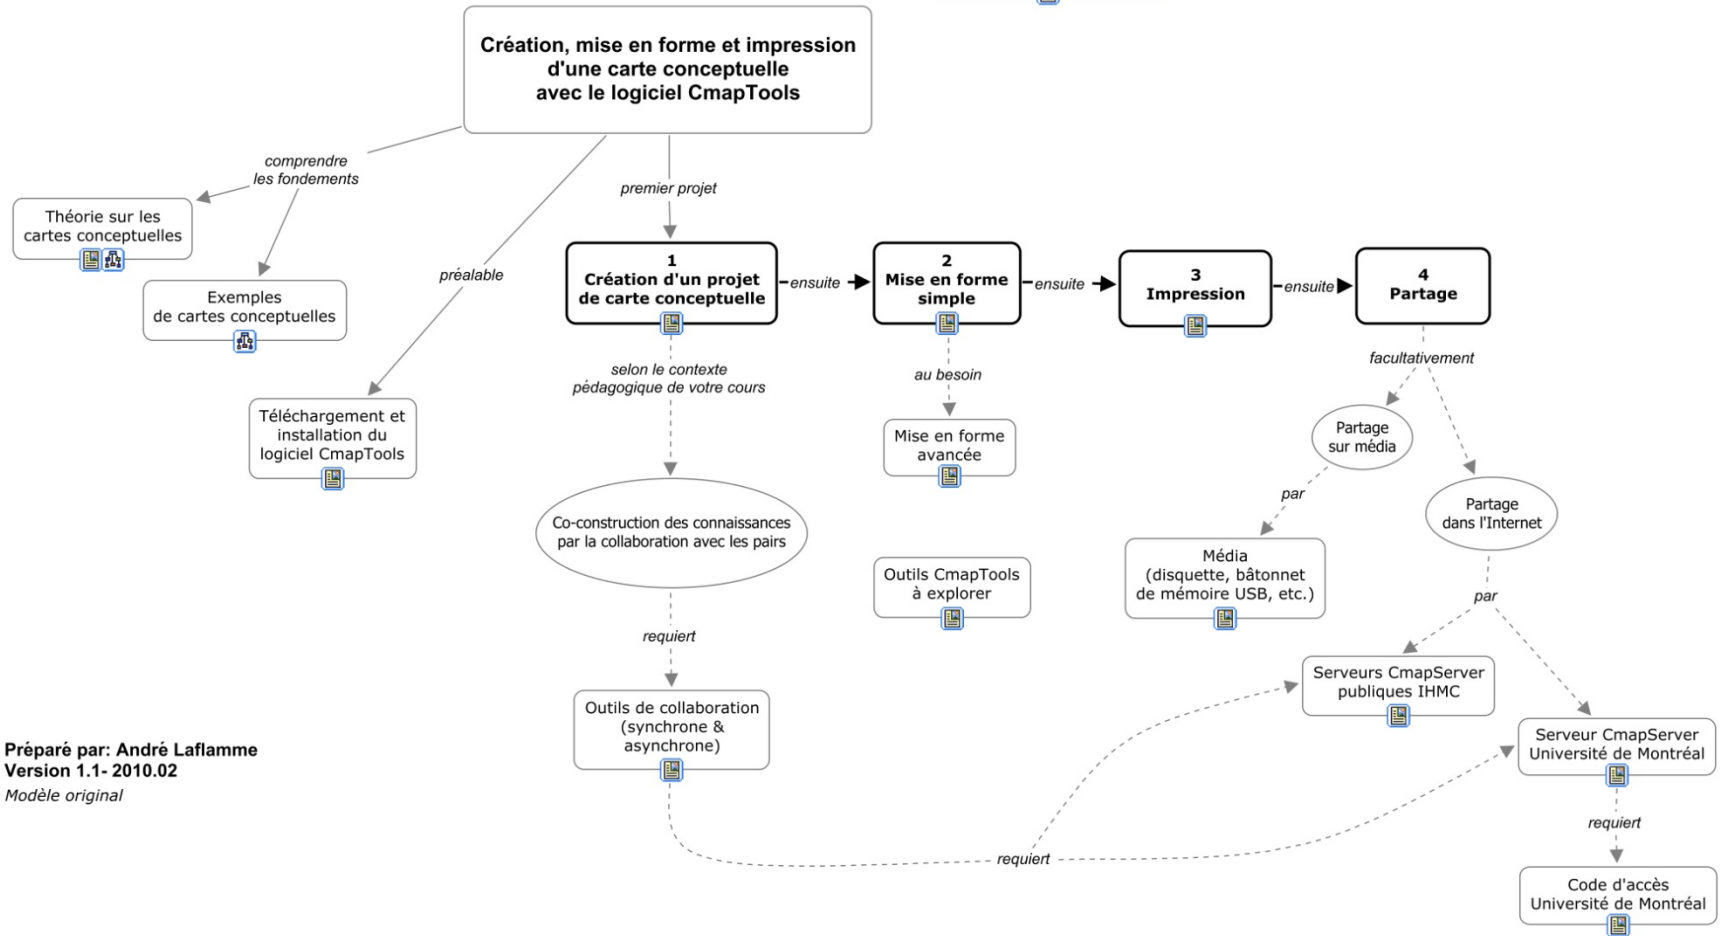 Création, mise en forme et impression
d'une carte conceptuelle
avec le logiciel CmapTools
comprendre
les fondements
premier projet
préalable
Théorie sur les
cartes conceptuelles
Exemples
de cartes conceptuelles
Téléchargement et
installation du
logiciel CmapTools
1
Création d'un projet
de carte conceptuelle
ensuite
2
Mise en forme
simple
ensuite
3
Impression
ensuite
4
Partage
selon le contexte
pédagogique de votre cours
au besoin
facultativement
Mise en forme
avancée
Partage
sur média
Partage
dans l'Internet
Co-construction des connaissances
par la collaboration avec les pairs
par
Outils CmapTools
à explorer
Média
(disquette, bâtonnet
de mémoire USB, etc.)
par
requiert
Serveurs CmapServer
publiques IHMC
Outils de collaboration
(synchrone &
asynchrone)
Serveur CmapServer
Université de Montréal
requiert
requiert
Code d'accès
Université de Montréal
Préparé par: André Laflamme
Version 1.1- 2010.02
Modèle original